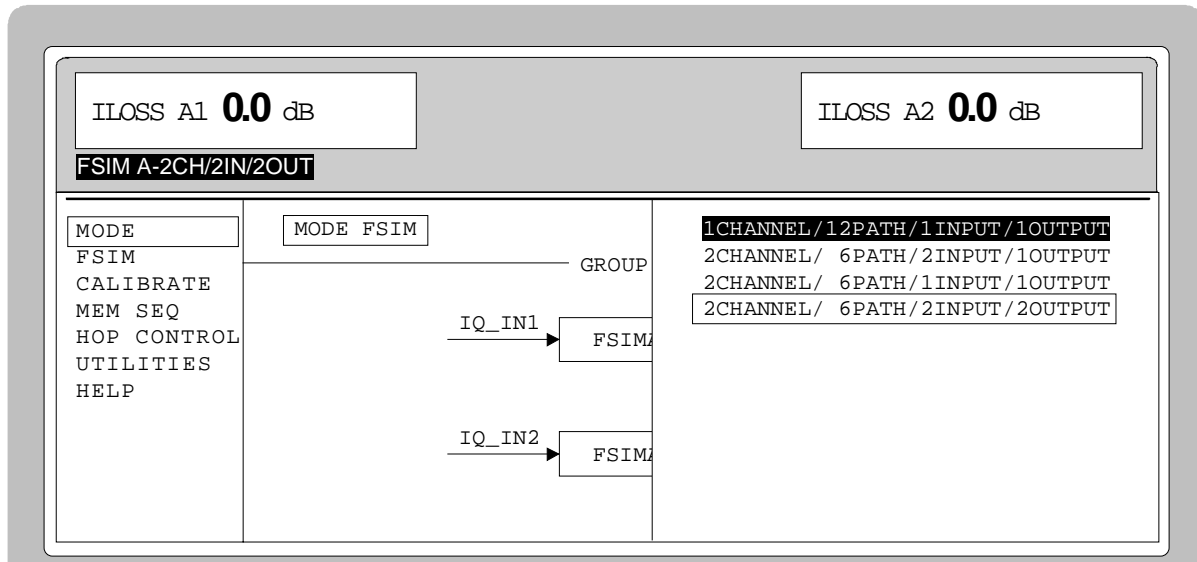 ILOSS A1 0.0 dB
ILOSS A2 0.0 dB
FSIM A-2CH/2IN/2OUT
MODE
FSIM
CALIBRATE
MEM SEQ
HOP CONTROL
UTILITIES
HELP
MODE FSIM
GROUP
IQ_IN1
FSIMA
IQ_IN2
FSIMA
1CHANNEL/12PATH/1INPUT/1OUTPUT
2CHANNEL/ 6PATH/2INPUT/1OUTPUT
2CHANNEL/ 6PATH/1INPUT/1OUTPUT
2CHANNEL/ 6PATH/2INPUT/2OUTPUT